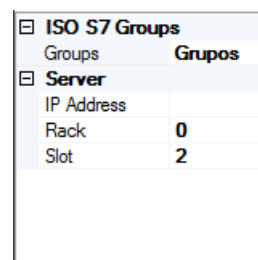 ISO S7 Groups
Groups Grupos
Server
IP Address
Rack 0
Slot 2